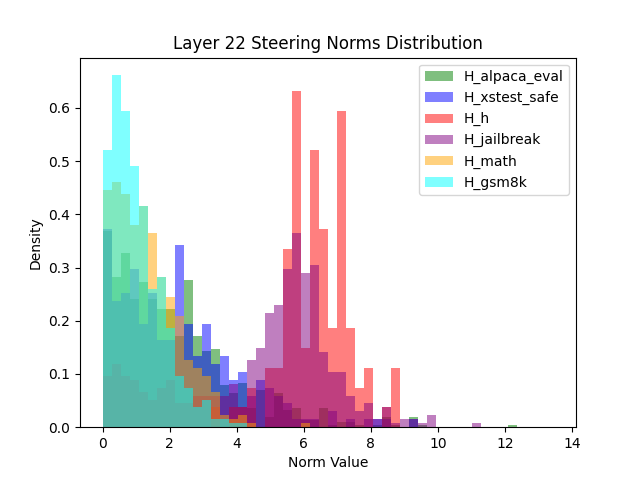 Layer 22 Steering Norms Distribution
H_alpaca_eval
H_xstest_safe
H_h
H_jailbreak
H_math
H_gsm8k
Density
0.6
0.5
0.4
0.3
0.2
0.1
0.0
0 2 4 6 8 10 12 14
Norm Value